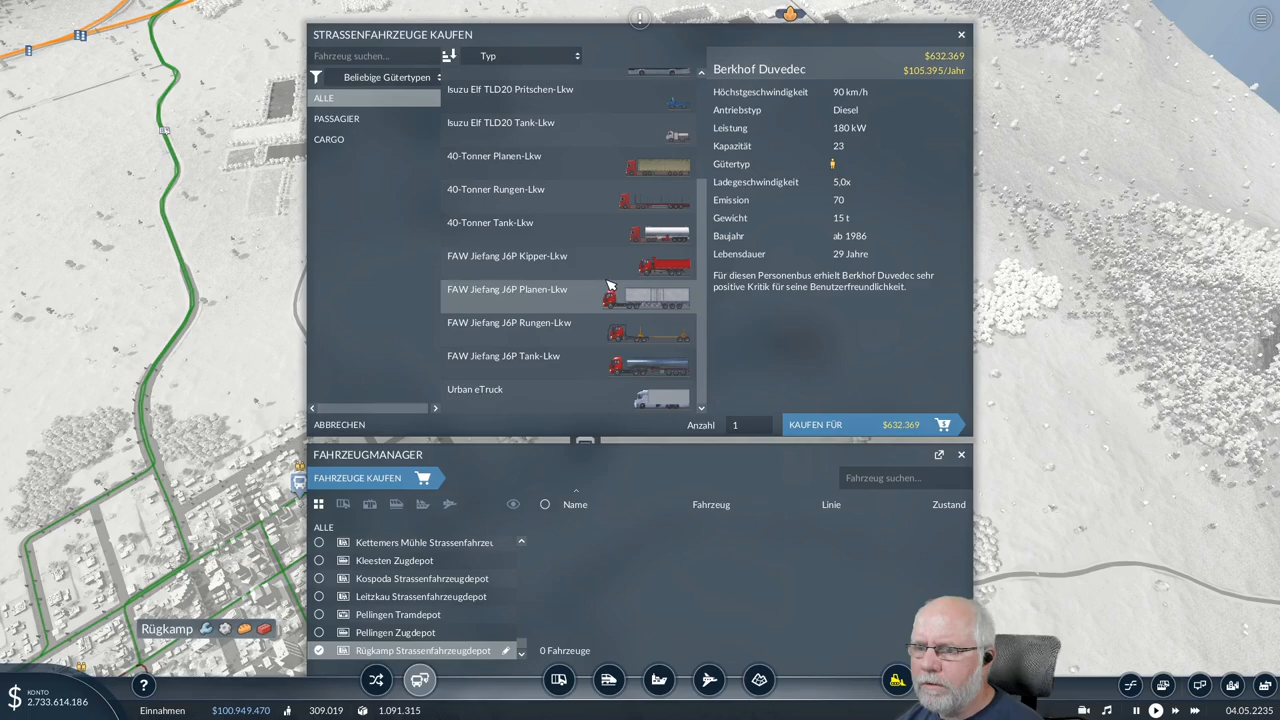 STRASSENFAHRZEUGE KAUFEN
Fahrzeug suchen...
Typ
Beliebige Gütertypen
ALLE
PASSAGIER
CARGO
Isuzu Elf TLD20 Pritschen-Lkw
Isuzu Elf TLD20 Tank-Lkw
40-Tonner Planen-Lkw
40-Tonner Rungen-Lkw
40-Tonner Tank-Lkw
FAW Jiefang J6P Kipper-Lkw
FAW Jiefang J6P Planen-Lkw
FAW Jiefang J6P Rungen-Lkw
FAW Jiefang J6P Tank-Lkw
Urban eTruck
$632.369
Berkhof Duvedec
$105.395/Jahr
Höchstgeschwindigkeit 90 km/h
Antriebstyp Diesel
Leistung 180 kW
Kapazität 23
Gütertyp
Ladegeschwindigkeit 5,0x
Emission 70
Gewicht 15 t
Baujahr ab 1986
Lebensdauer 29 Jahre
Für diesen Personenbus erhielt Berkhof Duvedec sehr
positive Kritik für seine Benutzerfreundlichkeit.
ABBRECHEN
Anzahl 1
KAUFEN FÜR $632.369
FAHRZEUGMANAGER
FAHRZEUGE KAUFEN
Fahrzeug suchen...
Name Fahrzeug Linie Zustand
ALLE
Kettemers Mühle Strassenfahrzeu
Kleesten Zugdepot
Kospoda Strassenfahrzeugdepot
Leitzkau Strassenfahrzeugdepot
Pellingen Tramdepot
Pellingen Zugdepot
Rügkamp Strassenfahrzeugdepot
0 Fahrzeuge
Rügkamp
?
$ KONTO
2.733.614.186
Einnahmen $100.949.470 309.019 1.091.315
04.05.2235